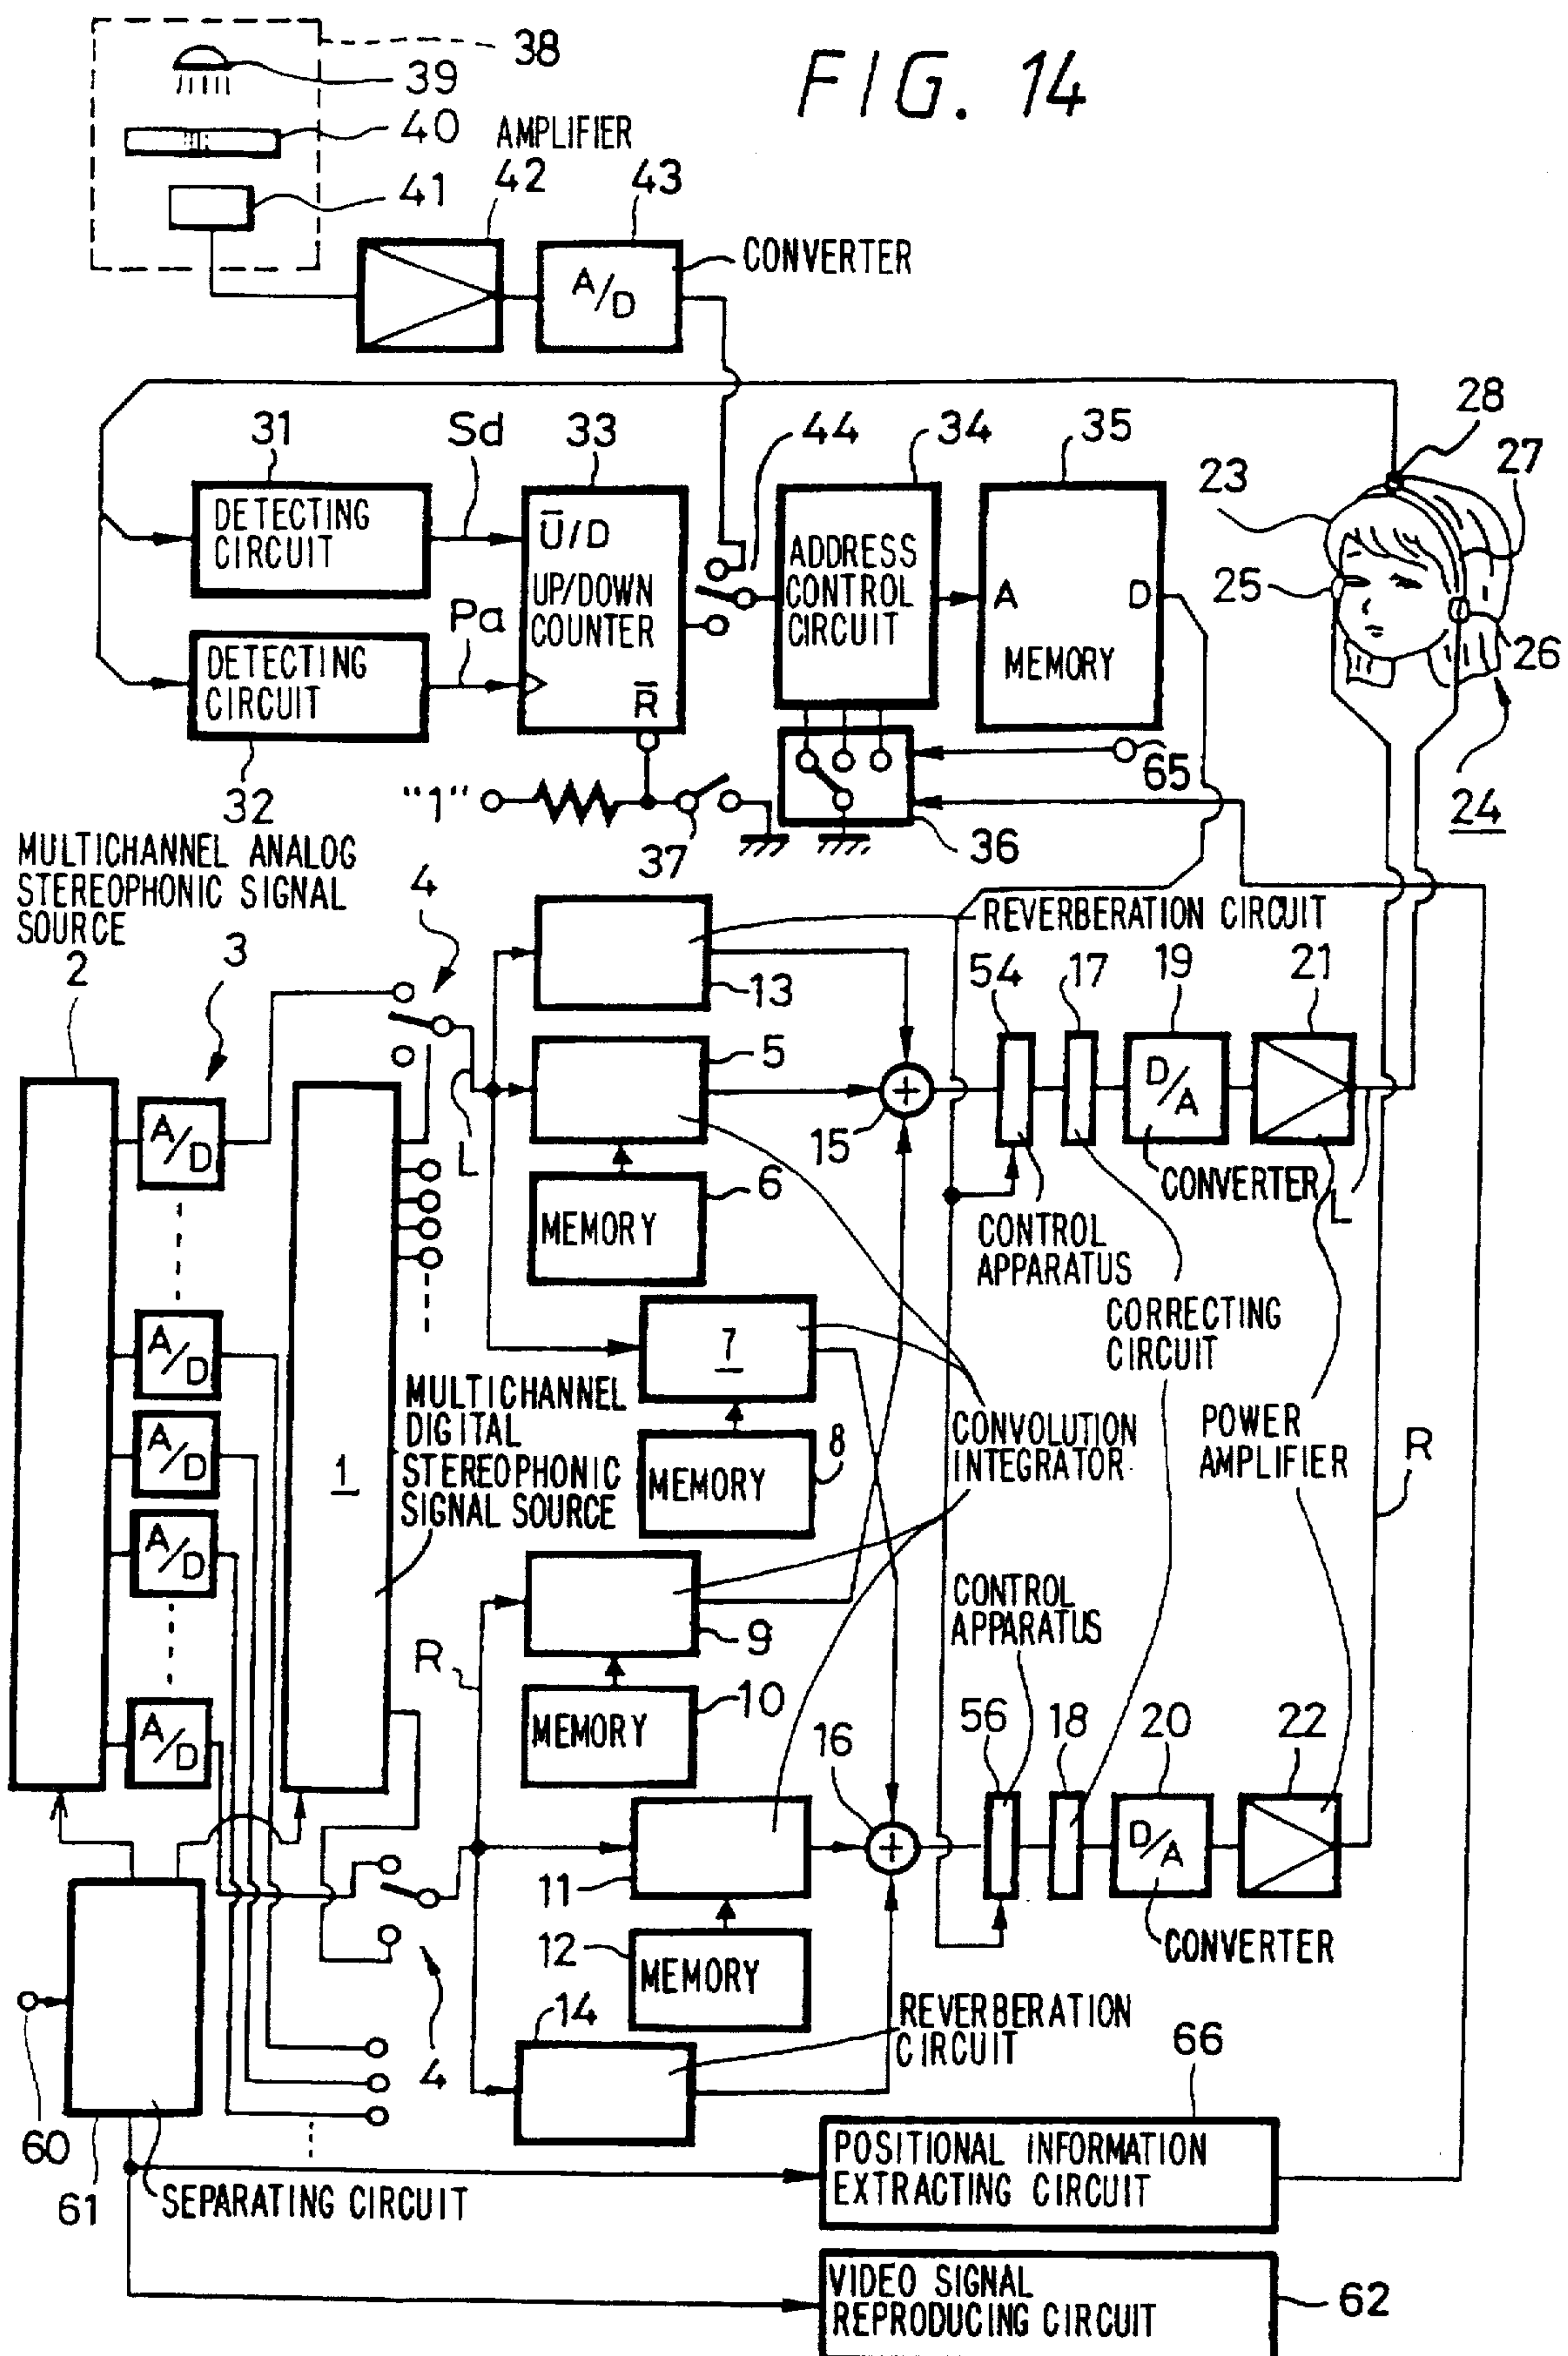 FIG. 14
38
39
40
41
AMPLIFIER
42
43
A/D
CONVERTER
28
27
23
25
26
24
31
Sd
33
44
34
35
DETECTING
CIRCUIT
U̅/D
UP/DOWN
COUNTER
R̅
ADDRESS
CONTROL
CIRCUIT
A
D
MEMORY
Pa
DETECTING
CIRCUIT
32
"1"
37
36
65
MULTICHANNEL ANALOG
STEREOPHONIC SIGNAL
SOURCE
2
3
4
REVERBERATION CIRCUIT
13
54
17
19
21
5
15
D/A
A/D
L
6
MEMORY
CONVERTER
L
CONTROL
APPARATUS
7
CORRECTING
CIRCUIT
A/D
MULTICHANNEL
DIGITAL
STEREOPHONIC
SIGNAL SOURCE
1
8
MEMORY
CONVOLUTION
INTEGRATOR
POWER
AMPLIFIER
R
A/D
A/D
9
CONTROL
APPARATUS
R
10
MEMORY
A/D
16
56
18
20
22
D/A
11
12
MEMORY
CONVERTER
4
14
REVERBERATION
CIRCUIT
66
60
61
SEPARATING CIRCUIT
POSITIONAL INFORMATION
EXTRACTING CIRCUIT
VIDEO SIGNAL
REPRODUCING CIRCUIT
62